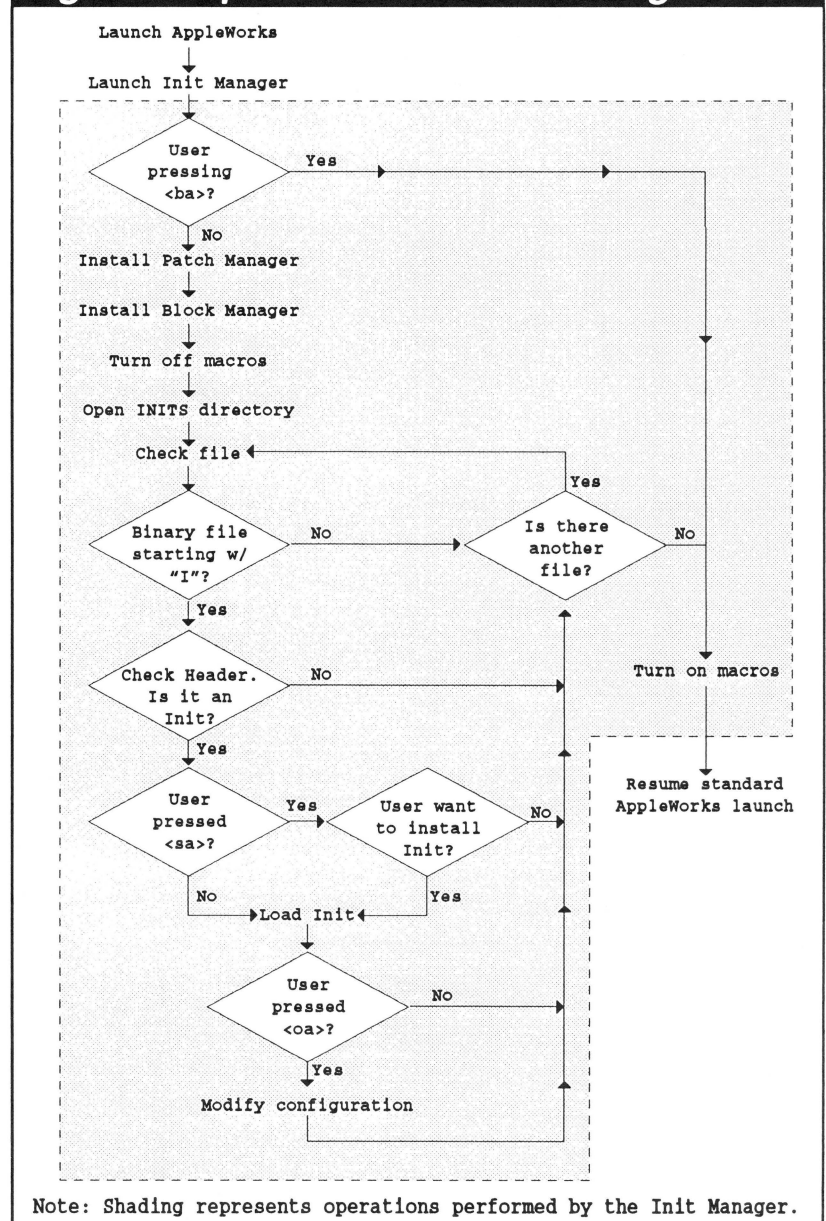 Launch AppleWorks
Launch Init Manager
User
pressing
<ba>?
Yes
No
Install Patch Manager
Install Block Manager
Turn off macros
Open INITS directory
Check file
Yes
Binary file
starting w/
"I"?
No
Is there
another
file?
No
Yes
Check Header.
Is it an
Init?
No
Turn on macros
Yes
User
pressed
<sa>?
Yes
User want
to install
Init?
No
Resume standard
AppleWorks launch
No
Yes
Load Init
User
pressed
<oa>?
No
Yes
Modify configuration
Note: Shading represents operations performed by the Init Manager.